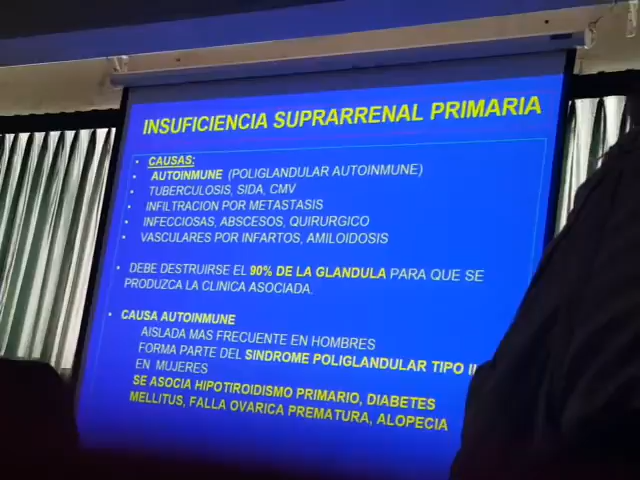 INSUFICIENCIA SUPRARRENAL PRIMARIA
• CAUSAS:
• AUTOINMUNE (POLIGLANDULAR AUTOINMUNE)
• TUBERCULOSIS, SIDA, CMV
• INFILTRACION POR METASTASIS
• INFECCIOSAS, ABSCESOS, QUIRURGICO
• VASCULARES POR INFARTOS, AMILOIDOSIS
• DEBE DESTRUIRSE EL 90% DE LA GLANDULA PARA QUE SE
PRODUZCA LA CLINICA ASOCIADA.
• CAUSA AUTOINMUNE
AISLADA MAS FRECUENTE EN HOMBRES
FORMA PARTE DEL SINDROME POLIGLANDULAR TIPO
EN MUJERES
SE ASOCIA HIPOTIROIDISMO PRIMARIO, DIABETES
MELLITUS, FALLA OVARICA PREMATURA, ALOPECIA